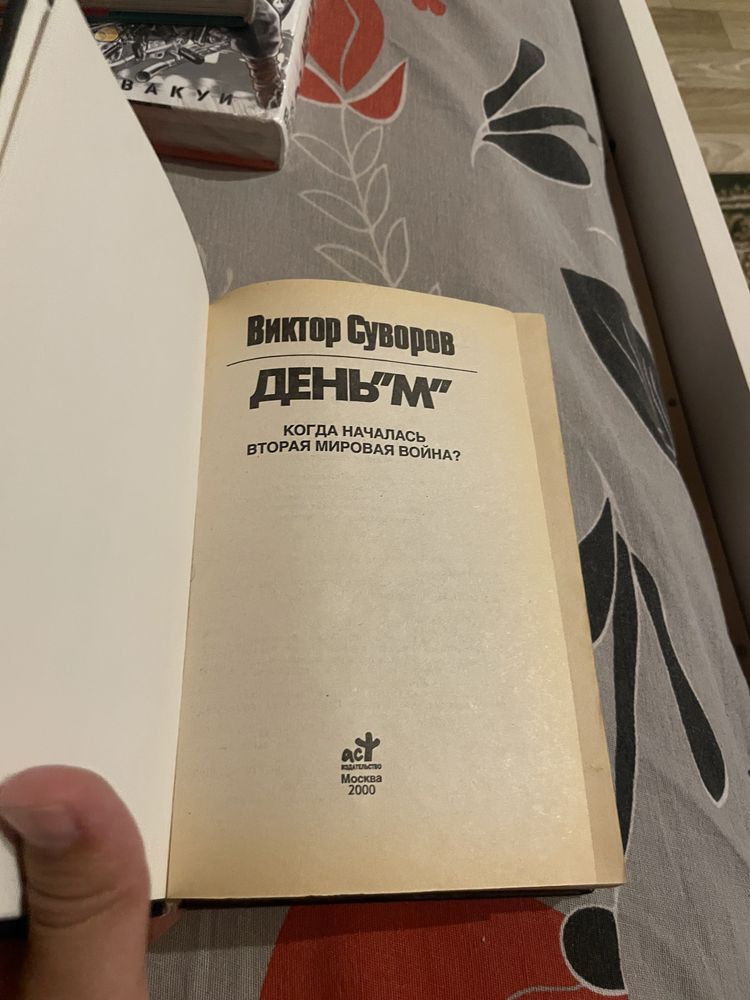 ВАКУИ
Виктор Суворов
ДЕНЬ"М"
КОГДА НАЧАЛАСЬ
ВТОРАЯ МИРОВАЯ ВОЙНА?
аст
ИЗДАТЕЛЬСТВО
Москва
2000